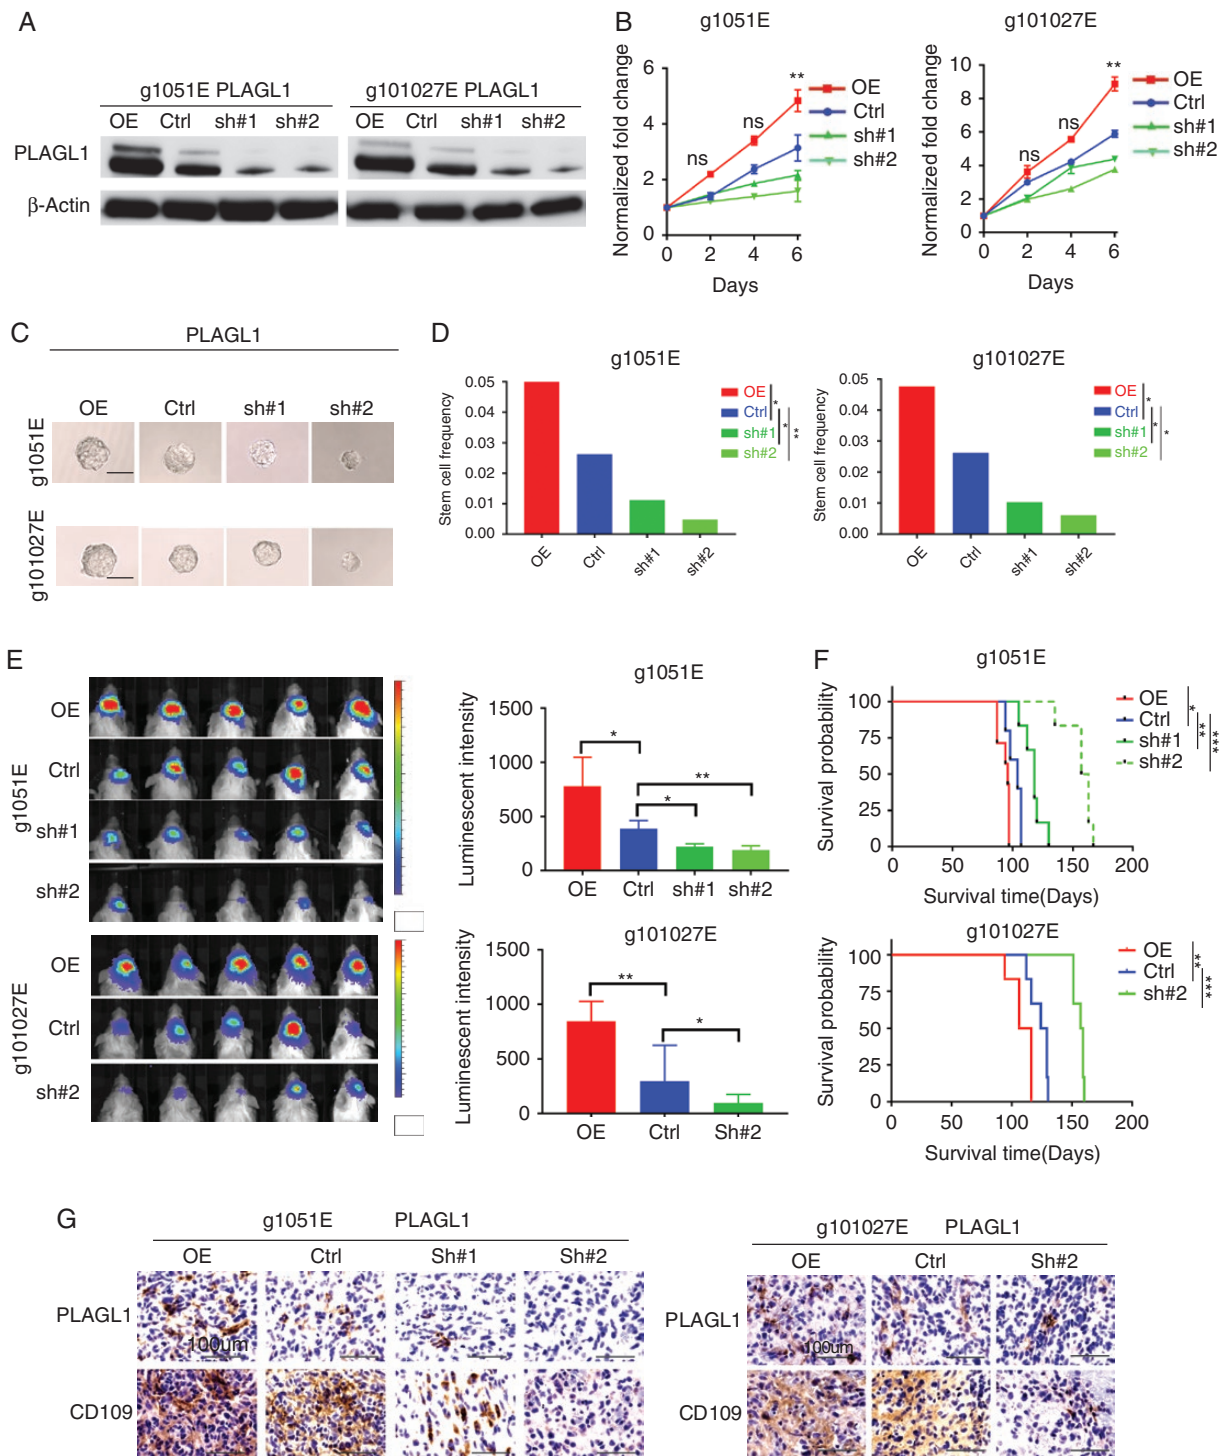 A
g1051E PLAGL1
g101027E PLAGL1
OE Ctrl sh#1 sh#2
OE Ctrl sh#1 sh#2
PLAGL1
β-Actin
B
g1051E
Normalized fold change
6
4
2
0
0 2 4 6
Days
ns
ns
**
OE
Ctrl
sh#1
sh#2
g101027E
Normalized fold change
10
8
6
4
2
0
0 2 4 6
Days
ns
ns
**
OE
Ctrl
sh#1
sh#2
C
PLAGL1
OE Ctrl sh#1 sh#2
g1051E
g101027E
D
g1051E
Stem cell frequency
0.05
0.04
0.03
0.02
0.01
0.00
OE Ctrl sh#1 sh#2
OE
Ctrl
sh#1
sh#2
*
*
**
g101027E
Stem cell frequency
0.05
0.04
0.03
0.02
0.01
0.00
OE Ctrl sh#1 sh#2
OE
Ctrl
sh#1
sh#2
*
*
*
E
g1051E
OE
Ctrl
sh#1
sh#2
g101027E
OE
Ctrl
sh#2
g1051E
Luminescent intensity
1500
1000
500
0
*
**
*
OE Ctrl sh#1 sh#2
g101027E
Luminescent intensity
1500
1000
500
0
**
*
OE Ctrl Sh#2
F
g1051E
Survival probability
100
75
50
25
0
0 50 100 150 200
Survival time(Days)
OE
Ctrl
sh#1
sh#2
*
**
***
g101027E
Survival probability
100
75
50
25
0
0 50 100 150 200
Survival time(Days)
OE
Ctrl
sh#2
**
***
G
g1051E PLAGL1
OE Ctrl Sh#1 Sh#2
PLAGL1
100um
CD109
g101027E PLAGL1
OE Ctrl Sh#2
PLAGL1
100um
CD109